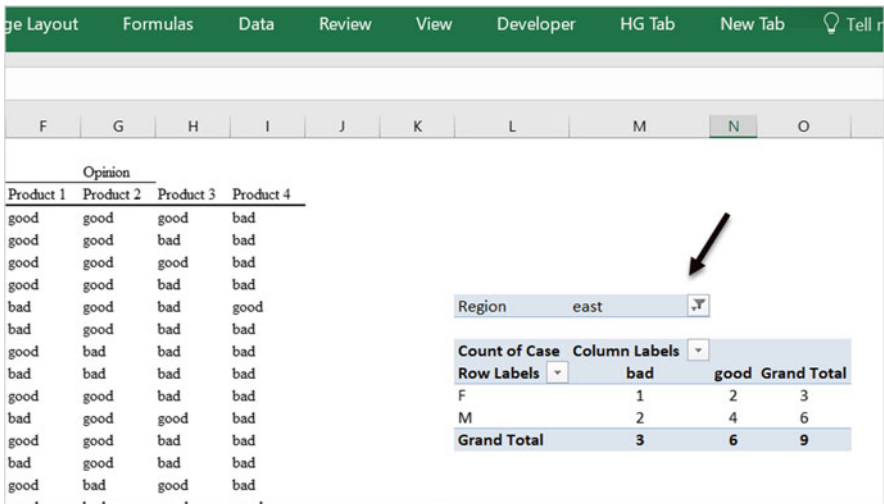 ge Layout Formulas Data Review View Developer HG Tab New Tab Tell
F G H I J K L M N O
Opinion
Product 1 Product 2 Product 3 Product 4
good good good bad
good good bad bad
good good good bad
good good bad bad
bad good bad good
Region east
bad good bad bad
good bad bad bad
Count of Case Column Labels
bad bad bad bad
Row Labels bad good Grand Total
good good bad bad
F 1 2 3
bad good good bad
M 2 4 6
good good bad bad
Grand Total 3 6 9
bad good bad bad
good bad good bad